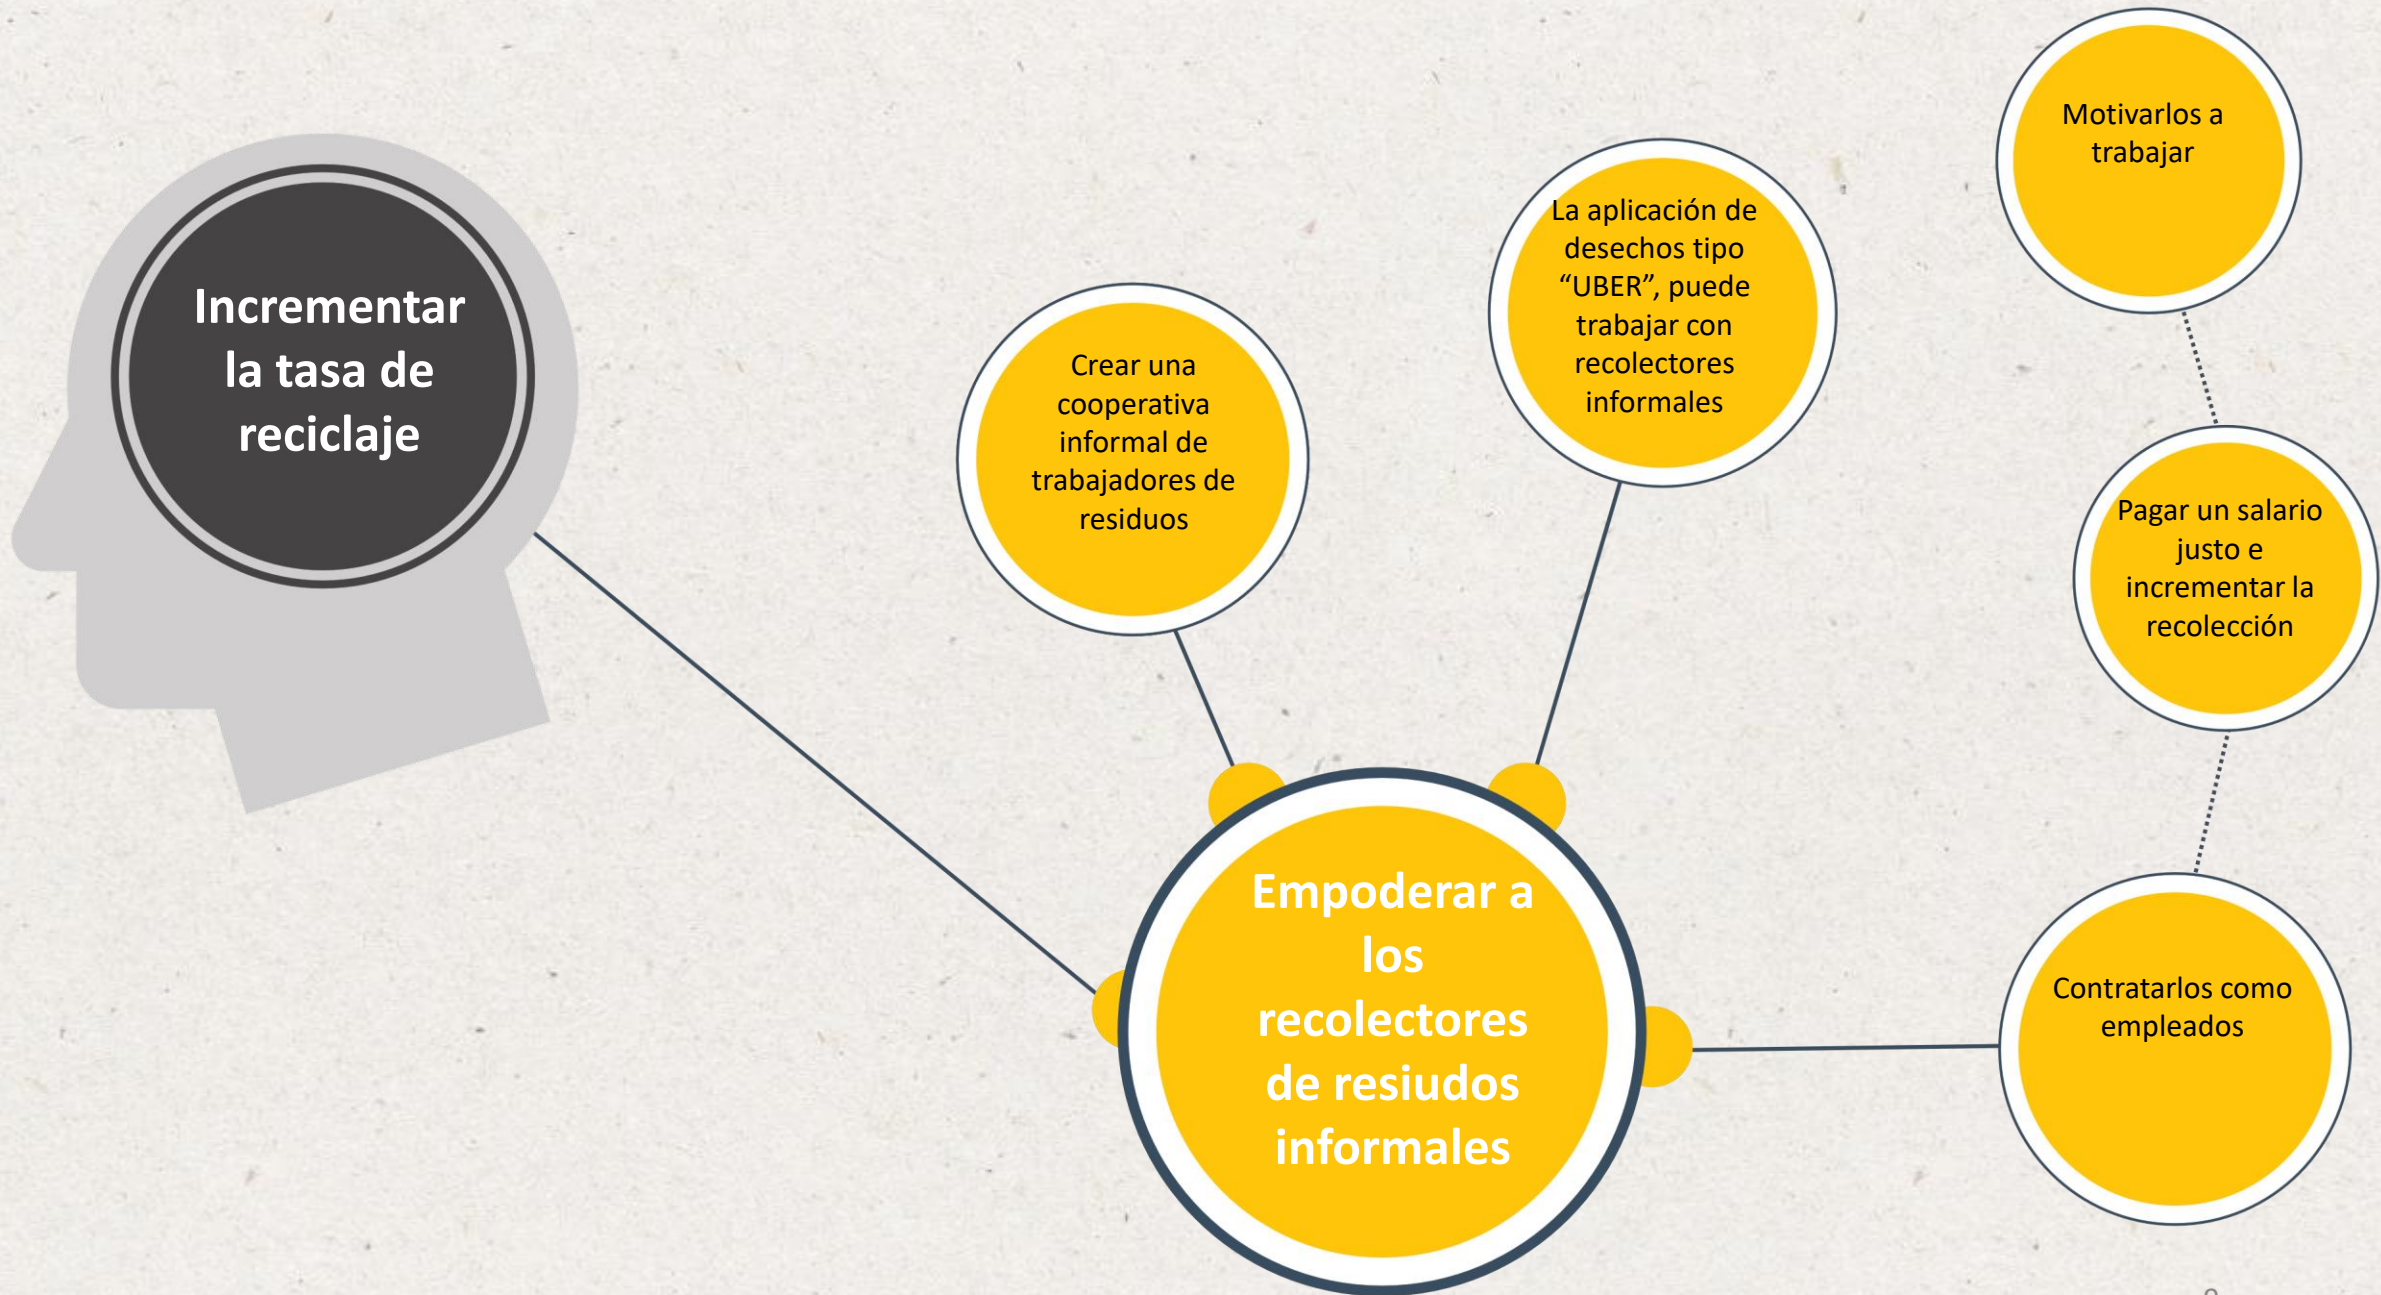 Incrementar
la tasa de
reciclaje
Crear una
cooperativa
informal de
trabajadores de
residuos
La aplicación de
desechos tipo
“UBER”, puede
trabajar con
recolectores
informales
Motivarlos a
trabajar
Pagar un salario
justo e
incrementar la
recolección
Contratarlos como
empleados
Empoderar a
los
recolectores
de resiudos
informales